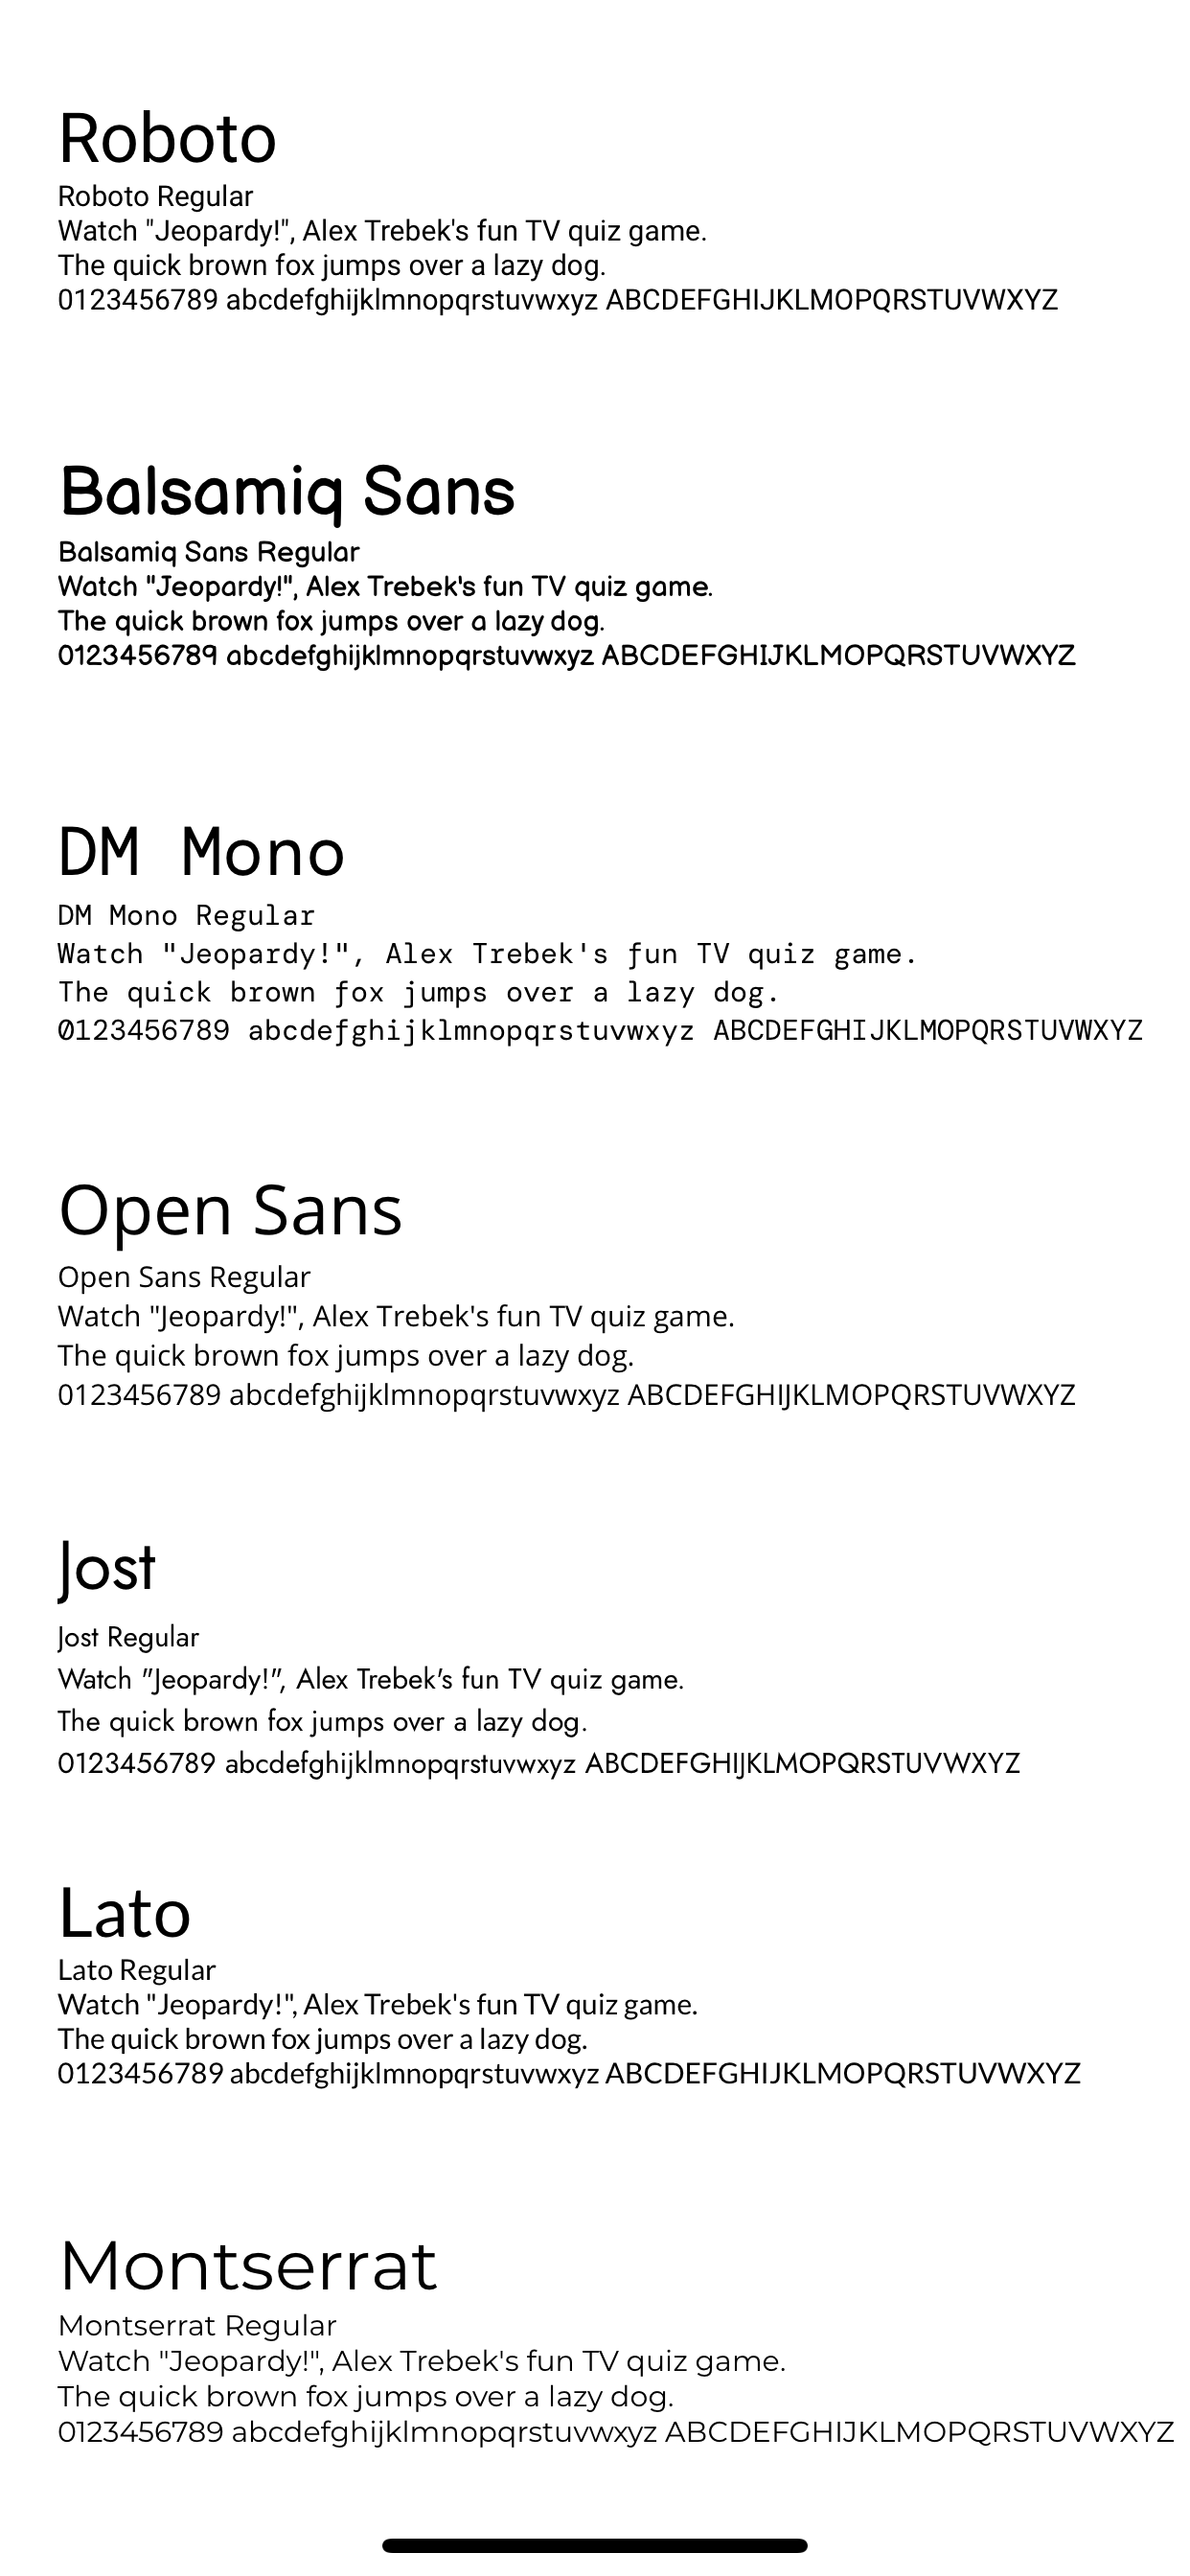 Roboto
Roboto Regular
Watch "Jeopardy!", Alex Trebek's fun TV quiz game.
The quick brown fox jumps over a lazy dog.
0123456789 abcdefghijklmnopqrstuvwxyz ABCDEFGHIJKLMOPQRSTUVWXYZ
Balsamiq Sans
Balsamiq Sans Regular
Watch "Jeopardy!", Alex Trebek's fun TV quiz game.
The quick brown fox jumps over a lazy dog.
0123456789 abcdefghijklmnopqrstuvwxyz ABCDEFGHIJKLMOPQRSTUVWXYZ
DM Mono
DM Mono Regular
Watch "Jeopardy!", Alex Trebek's fun TV quiz game.
The quick brown fox jumps over a lazy dog.
0123456789 abcdefghijklmnopqrstuvwxyz ABCDEFGHIJKLMOPQRSTUVWXYZ
Open Sans
Open Sans Regular
Watch "Jeopardy!", Alex Trebek's fun TV quiz game.
The quick brown fox jumps over a lazy dog.
0123456789 abcdefghijklmnopqrstuvwxyz ABCDEFGHIJKLMOPQRSTUVWXYZ
Jost
Jost Regular
Watch "Jeopardy!", Alex Trebek's fun TV quiz game.
The quick brown fox jumps over a lazy dog.
0123456789 abcdefghijklmnopqrstuvwxyz ABCDEFGHIJKLMOPQRSTUVWXYZ
Lato
Lato Regular
Watch "Jeopardy!", Alex Trebek's fun TV quiz game.
The quick brown fox jumps over a lazy dog.
0123456789 abcdefghijklmnopqrstuvwxyz ABCDEFGHIJKLMOPQRSTUVWXYZ
Montserrat
Montserrat Regular
Watch "Jeopardy!", Alex Trebek's fun TV quiz game.
The quick brown fox jumps over a lazy dog.
0123456789 abcdefghijklmnopqrstuvwxyz ABCDEFGHIJKLMOPQRSTUVWXYZ